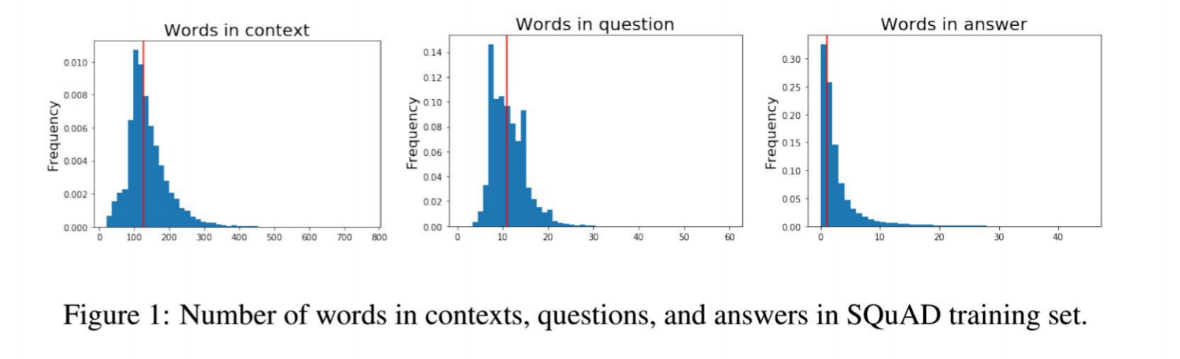 Words in context
Frequency
0.010
0.008
0.006
0.004
0.002
0.000
0 100 200 300 400 500 600 700 800
Words in question
Frequency
0.14
0.12
0.10
0.08
0.06
0.04
0.02
0.00
0 10 20 30 40 50 60
Words in answer
Frequency
0.30
0.25
0.20
0.15
0.10
0.05
0.00
0 10 20 30 40
Figure 1: Number of words in contexts, questions, and answers in SQuAD training set.